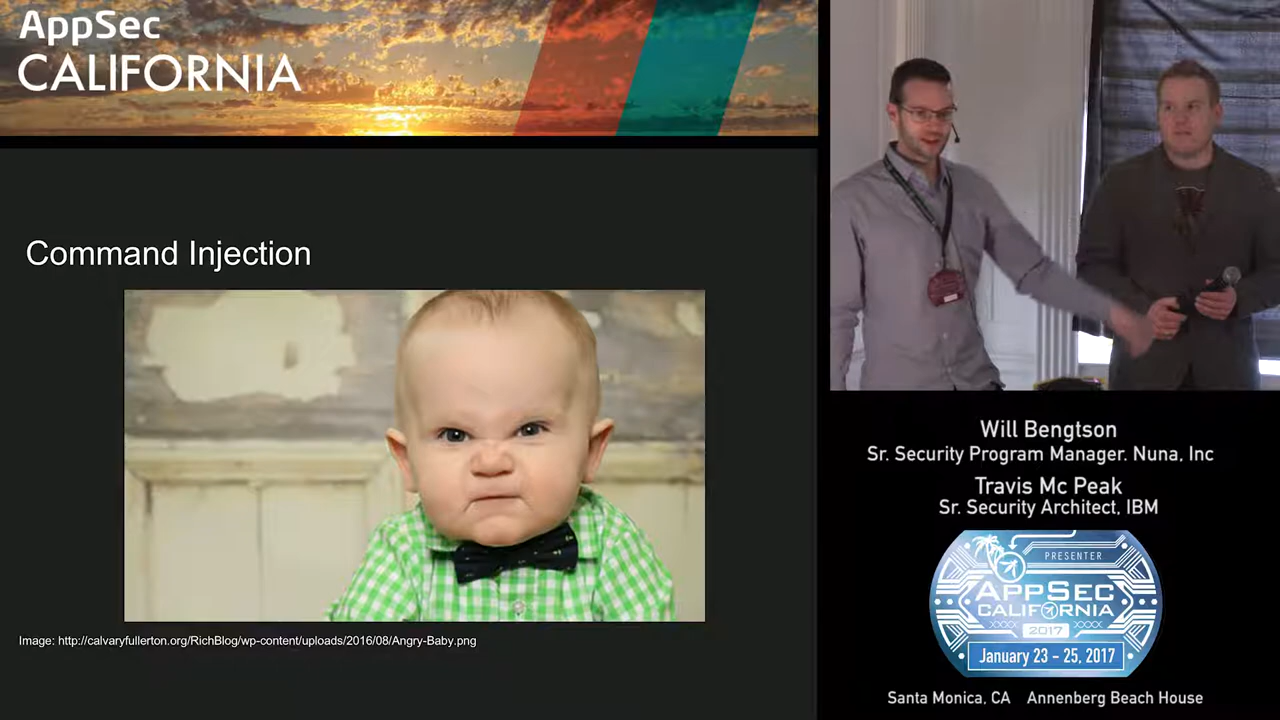 AppSec
CALIFORNIA
Command Injection
Image: http://calvaryfullerton.org/RichBlog/wp-content/uploads/2016/08/Angry-Baby.png
Will Bengtson
Sr. Security Program Manager. Nuna, Inc
Travis Mc Peak
Sr. Security Architect, IBM
PRESENTER
APPSEC
CALIFORNIA
2017
January 23 - 25, 2017
Santa Monica, CA Annenberg Beach House